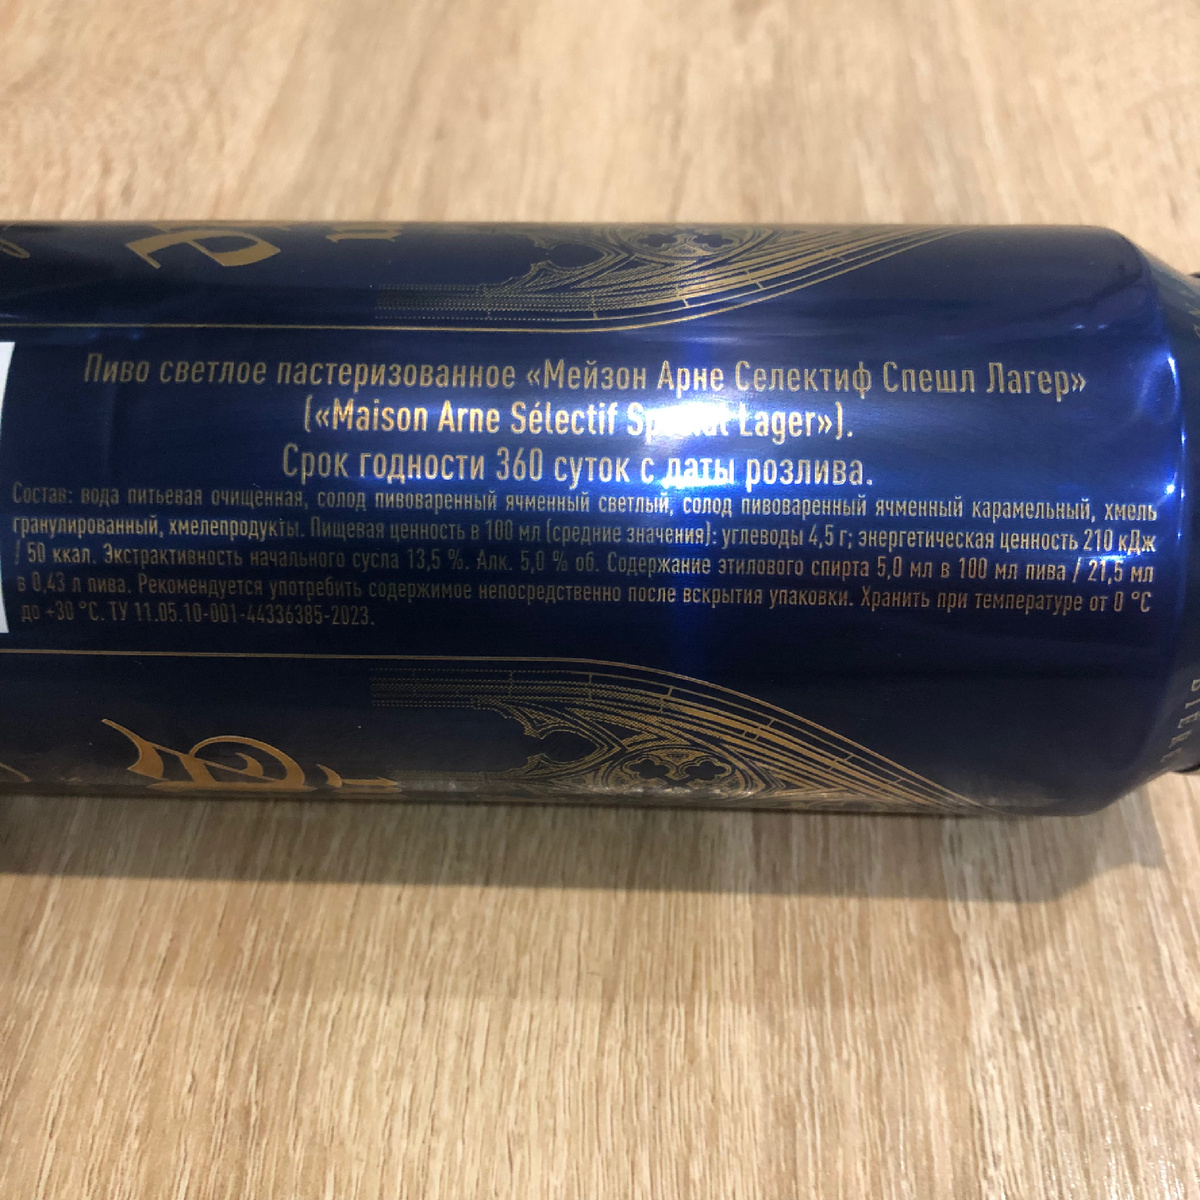 Пиво светлое пастеризованное «Мейзон Арне Селектиф Спешл Лагер»
(«Maison Arne Sélectif Lager»).
Срок годности 360 суток с даты розлива.
Состав: вода питьевая очищенная, солод пивоваренный ячменный светлый, солод пивоваренный ячменный карамельный, хмель
гранулированный, хмелепродукты. Пищевая ценность в 100 мл (средние значения): углеводы 4,5 г; энергетическая ценность 210 кДж
/ 50 ккал. Экстрактивность начального сусла 13,5 %. Алк. 5,0 % об. Содержание этилового спирта 5,0 мл в 100 мл пива / 21,5 мл
в 0,43 л пива. Рекомендуется употребить содержимое непосредственно после вскрытия упаковки. Хранить при температуре от 0 °С
до +30 °С. ТУ 11.05.10-001-44336385-2023.